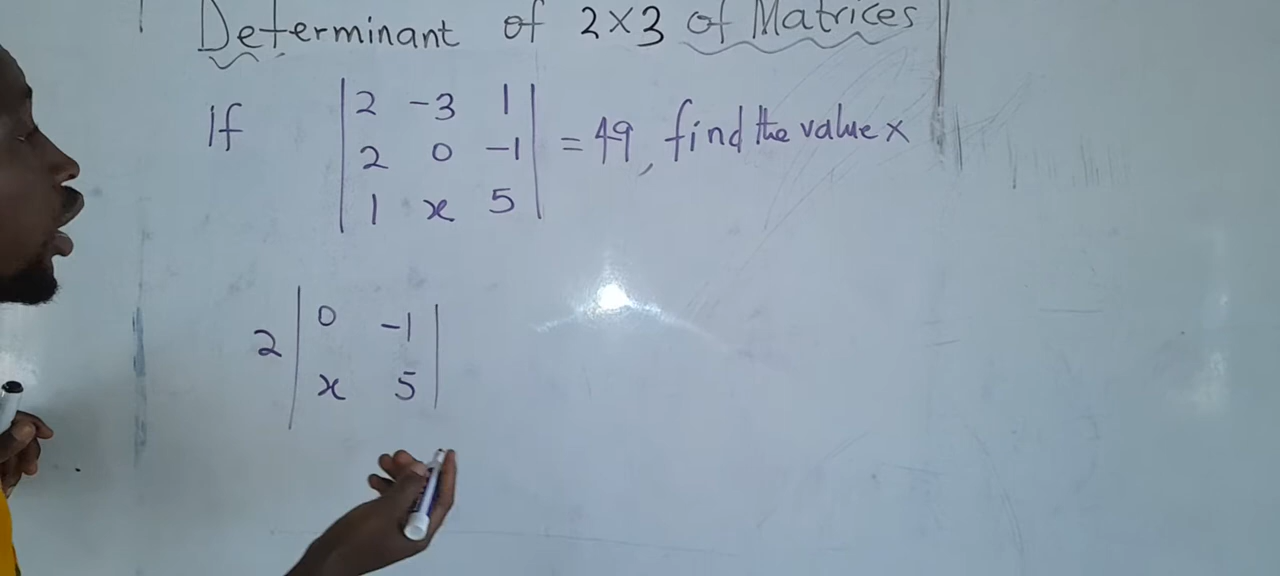 Determinant of 2×3 of Matrices
If | 2 -3 1 |
| 2 0 -1 | = 49, find the value x
| 1 x 5 |
2 | 0 -1 |
| x 5 |